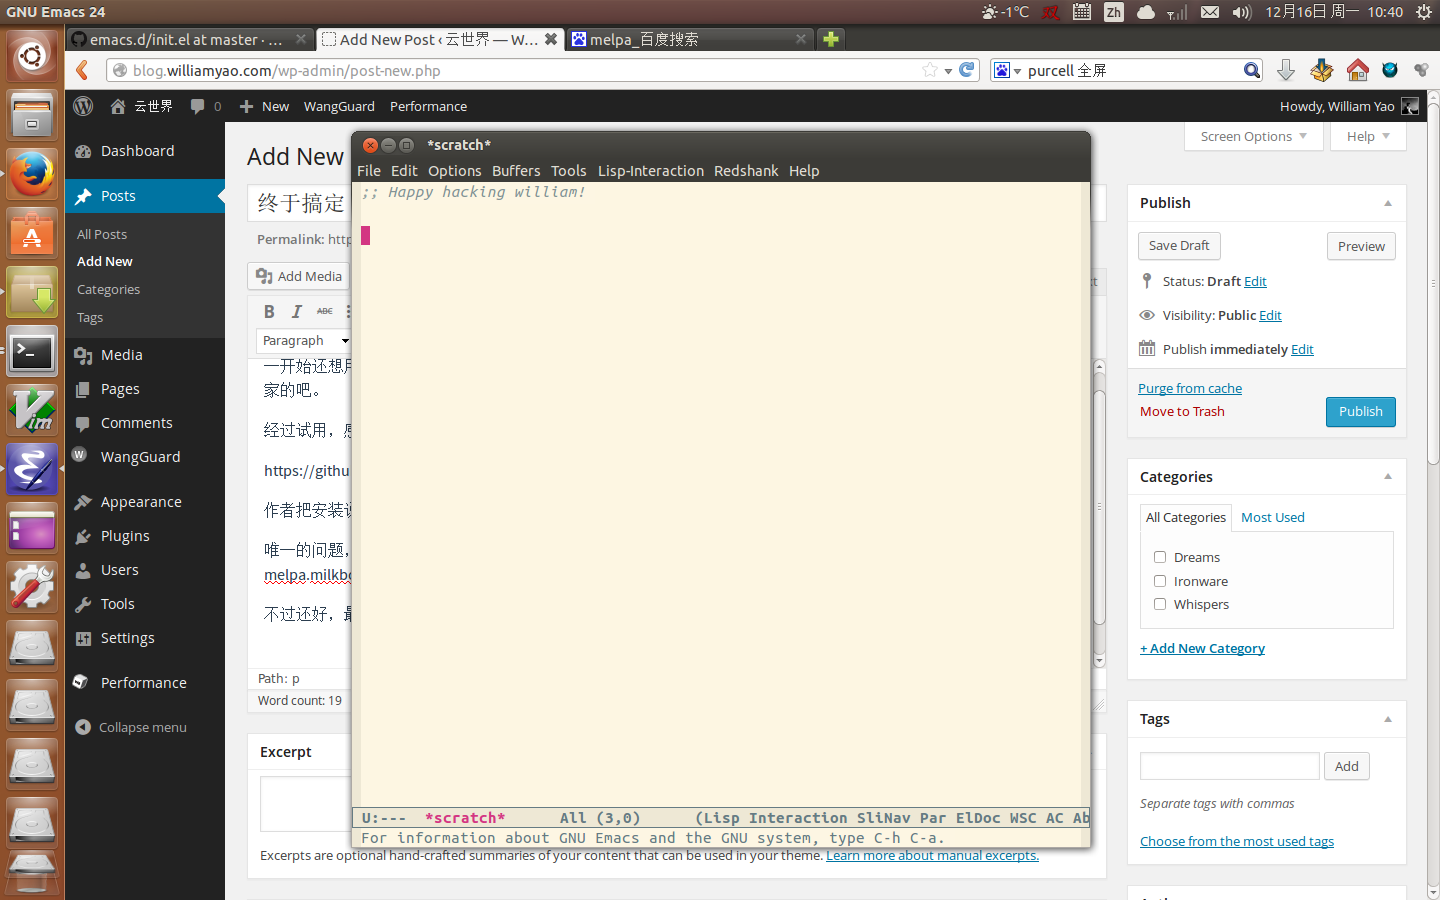 GNU Emacs 24
-1°C
Zh
12月16日 周一 10:40
emacs.d/init.el at master · ...
Add New Post ‹ 云世界 — W...
melpa_百度搜索
blog.williamyao.com/wp-admin/post-new.php
purcell 全屏
云世界
0
New
WangGuard
Performance
Howdy, William Yao
Dashboard
Posts
All Posts
Add New
Categories
Tags
Media
Pages
Comments
WangGuard
Appearance
Plugins
Users
Tools
Settings
Performance
Collapse menu
Screen Options
Help
Add New
终于搞定
Permalink: http
Add Media
B I ABC
Paragraph
一开始还想用
家的吧。
经过试用，感
https://githu
作者把安装说
唯一的问题，
melpa.milkbo
不过还好，最
Path: p
Word count: 19
Excerpt
Excerpts are optional hand-crafted summaries of your content that can be used in your theme. Learn more about manual excerpts.
*scratch*
File Edit Options Buffers Tools Lisp-Interaction Redshank Help
;; Happy hacking william!
U:--- *scratch* All (3,0) (Lisp Interaction SliNav Par ElDoc WSC AC Ab
For information about GNU Emacs and the GNU system, type C-h C-a.
Publish
Save Draft
Preview
Status: Draft Edit
Visibility: Public Edit
Publish immediately Edit
Purge from cache
Move to Trash
Publish
Categories
All Categories
Most Used
Dreams
Ironware
Whispers
+ Add New Category
Tags
Add
Separate tags with commas
Choose from the most used tags